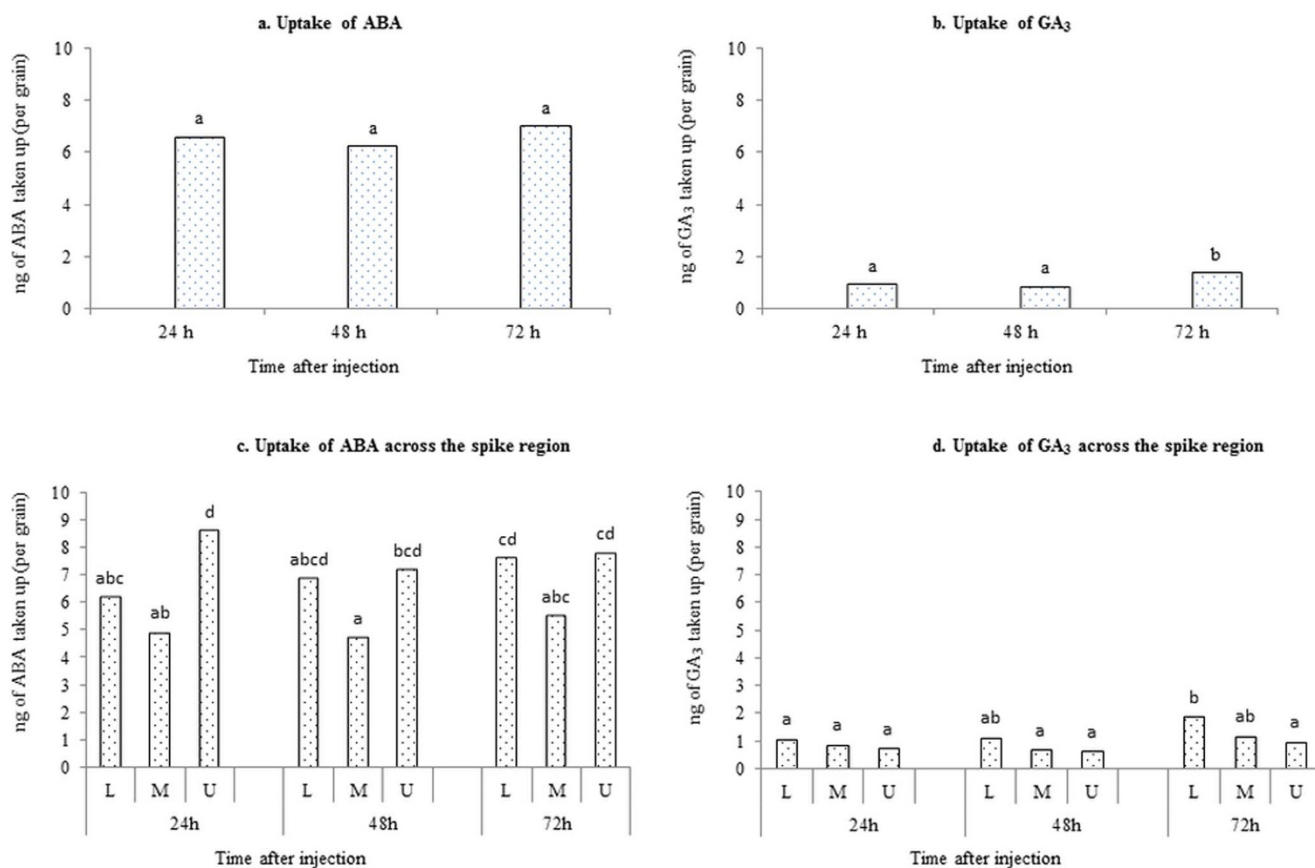 a. Uptake of ABA
ng of ABA taken up (per grain)
10
8
6
4
2
0
a
a
a
24 h
48 h
72 h
Time after injection
b. Uptake of GA₃
ng of GA₃ taken up (per grain)
10
8
6
4
2
0
a
a
b
24 h
48 h
72 h
Time after injection
c. Uptake of ABA across the spike region
ng of ABA taken up (per grain)
10
9
8
7
6
5
4
3
2
1
0
abc
ab
d
abcd
a
bcd
cd
abc
cd
L M U L M U L M U
24h 48h 72h
Time after injection
d. Uptake of GA₃ across the spike region
ng of GA₃ taken up (per grain)
10
9
8
7
6
5
4
3
2
1
0
a
a
a
ab
a
a
b
ab
a
L M U L M U L M U
24h 48h 72h
Time after injection